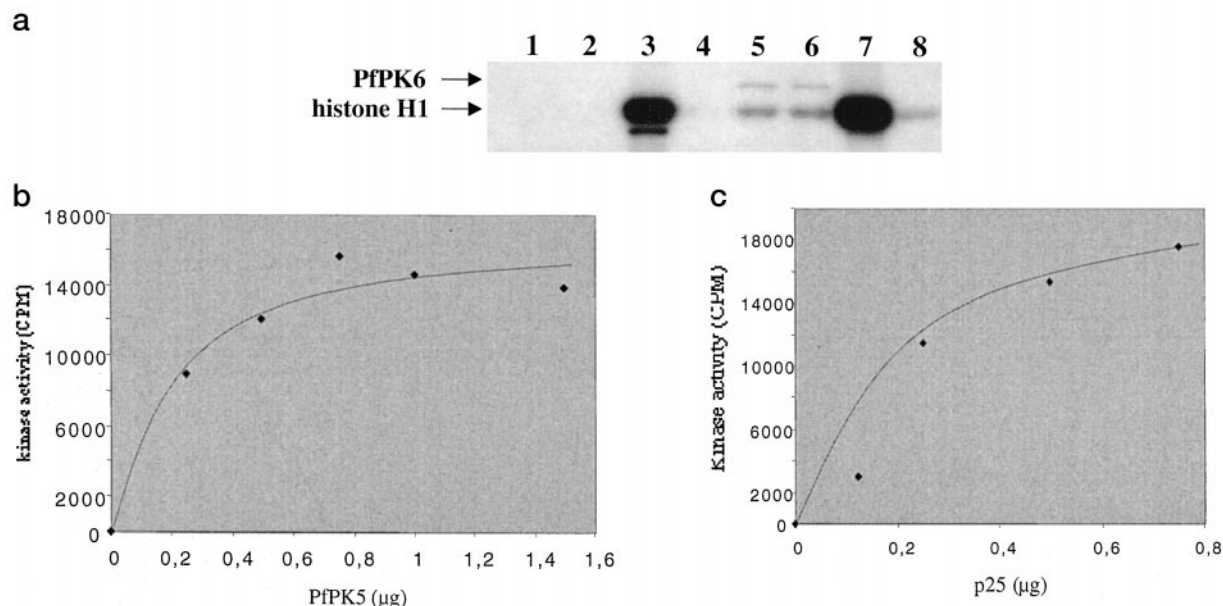 a
1 2 3 4 5 6 7 8
PfPK6
histone H1
b
kinase activity (CPM)
18000
14000
10000
6000
2000
0
0 0,2 0,4 0,6 0,8 1 1,2 1,4 1,6
PfPK5 (µg)
c
Kinase activity (CPM)
18000
14000
10000
6000
2000
0
0 0,2 0,4 0,6 0,8
p25 (µg)